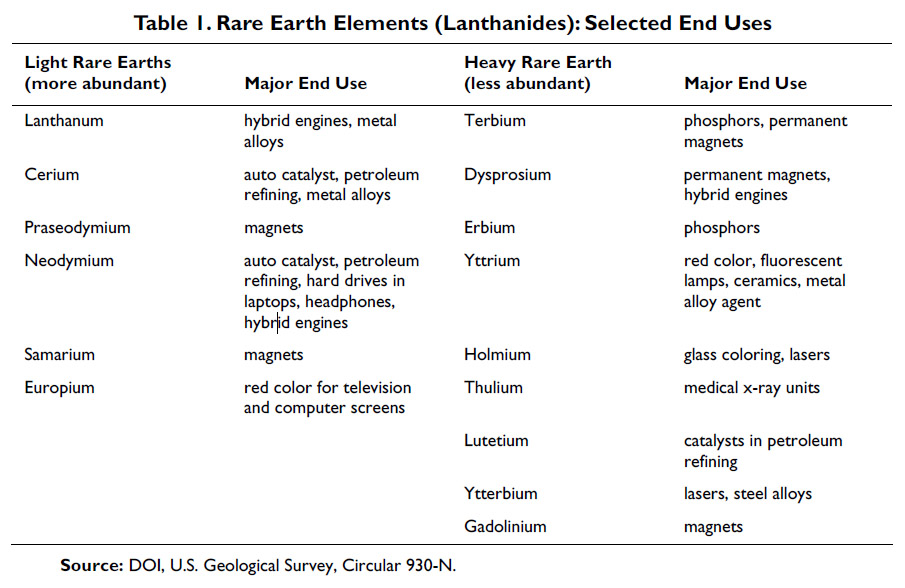 Table 1. Rare Earth Elements (Lanthanides): Selected End Uses
Light Rare Earths
(more abundant)
Major End Use
Heavy Rare Earth
(less abundant)
Major End Use
Lanthanum
hybrid engines, metal
alloys
Terbium
phosphors, permanent
magnets
Cerium
auto catalyst, petroleum
refining, metal alloys
Dysprosium
permanent magnets,
hybrid engines
Praseodymium
magnets
Erbium
phosphors
Neodymium
auto catalyst, petroleum
refining, hard drives in
laptops, headphones,
hybrid engines
Yttrium
red color, fluorescent
lamps, ceramics, metal
alloy agent
Samarium
magnets
Holmium
glass coloring, lasers
Europium
red color for television
and computer screens
Thulium
medical x-ray units
Lutetium
catalysts in petroleum
refining
Ytterbium
lasers, steel alloys
Gadolinium
magnets
Source: DOI, U.S. Geological Survey, Circular 930-N.